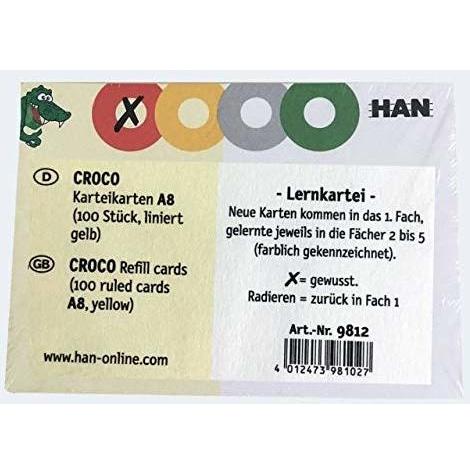 X
HAN
D
CROCO
Karteikarten A8
(100 Stück, liniert
gelb)
GB
CROCO Refill cards
(100 ruled cards
A8, yellow)
www.han-online.com
- Lernkartei -
Neue Karten kommen in das 1. Fach,
gelernte jeweils in die Fächer 2 bis 5
(farblich gekennzeichnet).
X= gewusst.
Radieren = zurück in Fach 1
Art.-Nr. 9812
4 012473 981027